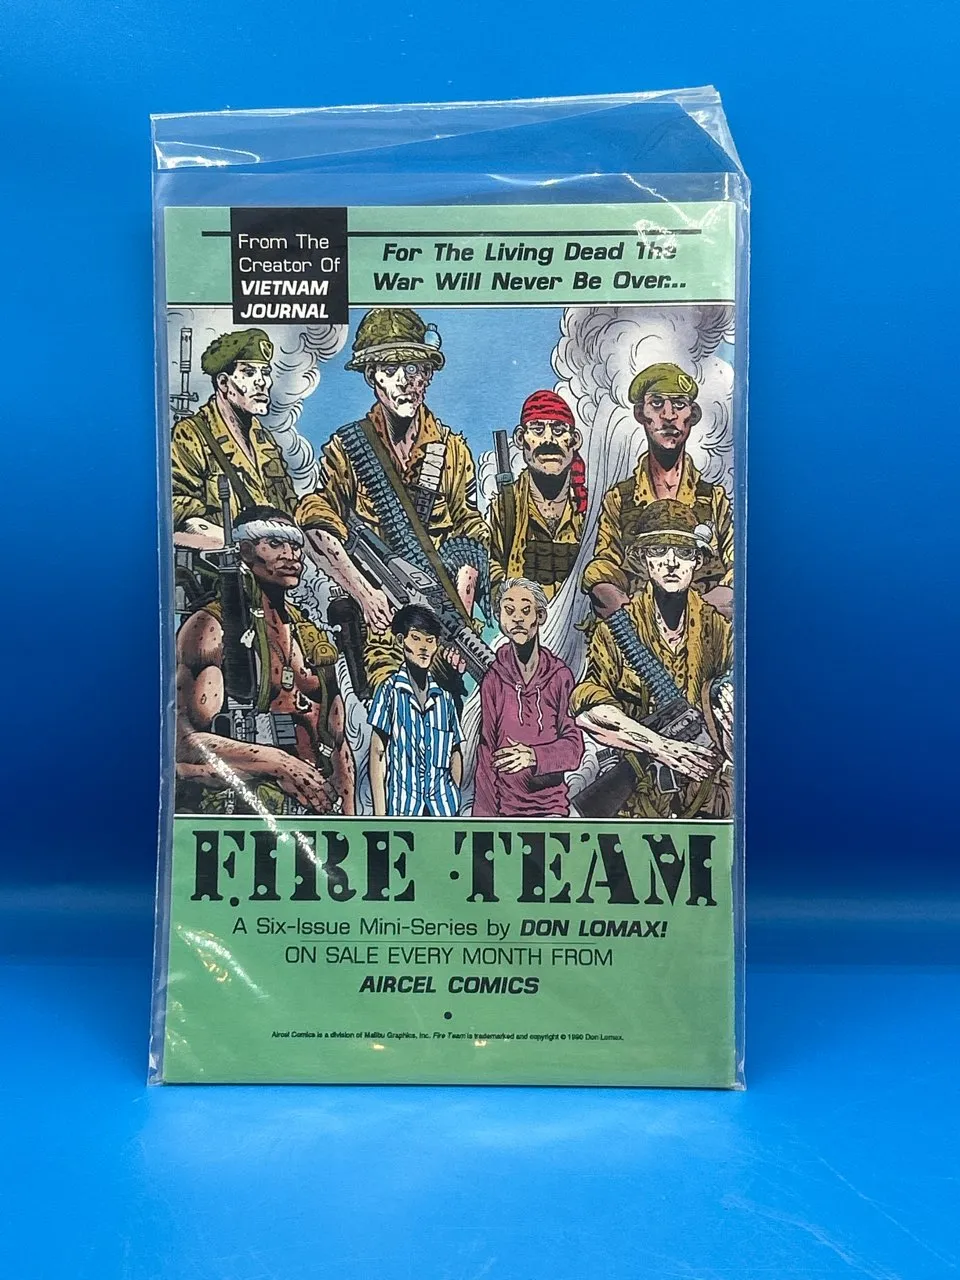 From The
Creator Of
VIETNAM
JOURNAL
For The Living Dead The
War Will Never Be Over...
FIRE TEAM
A Six-Issue Mini-Series by DON LOMAX!
ON SALE EVERY MONTH FROM
AIRCEL COMICS
Aircel Comics is a division of Malibu Graphics, Inc. Fire Team is trademarked and copyright © 1990 Don Lomax.